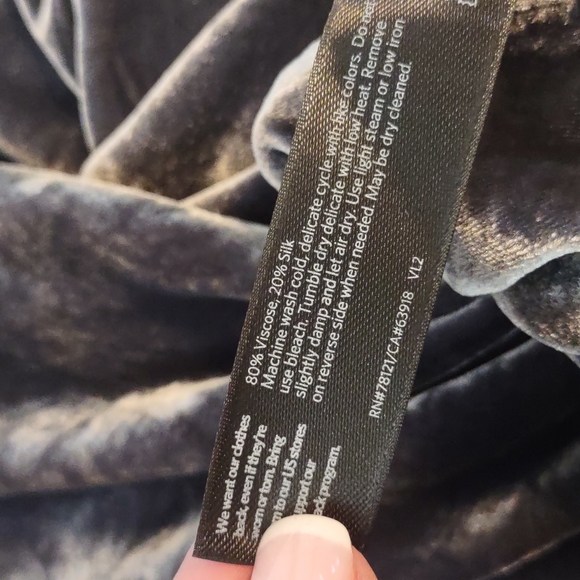 80% Viscose, 20% Silk
Machine wash cold, delicate cycle with like colors. Do not
use bleach. Tumble dry delicate with low heat. Remove
slightly damp and let air dry. Use light steam or low iron
on reverse side when needed. May be dry cleaned.
RN#78121/CA#63918 VL2
We want our clothes
back, even if they're
worn or torn. Bring
to our US stores
support our
program.